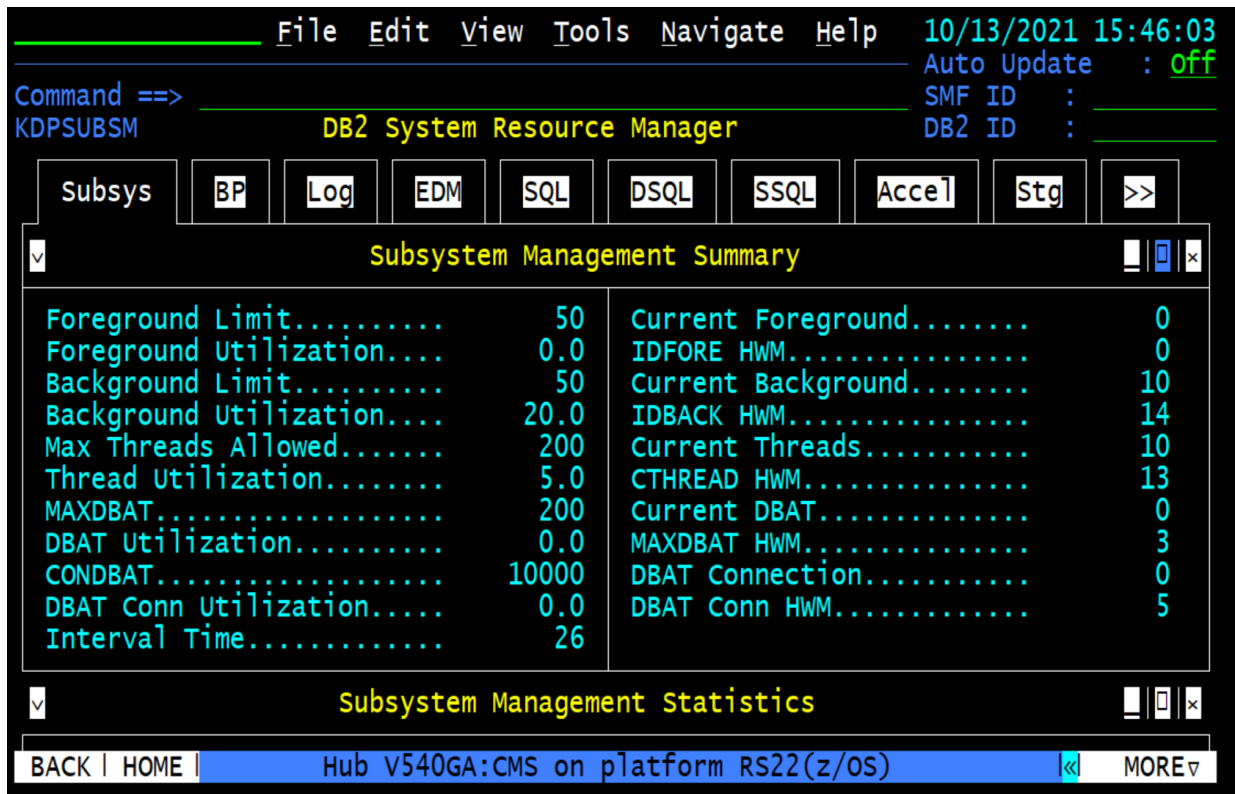 File Edit View Tools Navigate Help 10/13/2021 15:46:03
Auto Update : Off
Command ==> SMF ID :
KDPSUBSM DB2 System Resource Manager DB2 ID :
Subsys BP Log EDM SQL DSQL SSQL Accel Stg >>
Subsystem Management Summary
Foreground Limit.......... 50 Current Foreground........ 0
Foreground Utilization.... 0.0 IDFORE HWM................ 0
Background Limit.......... 50 Current Background........ 10
Background Utilization.... 20.0 IDBACK HWM................ 14
Max Threads Allowed....... 200 Current Threads........... 10
Thread Utilization........ 5.0 CTHREAD HWM............... 13
MAXDBAT................... 200 Current DBAT.............. 0
DBAT Utilization.......... 0.0 MAXDBAT HWM............... 3
CONDBAT................... 10000 DBAT Connection........... 0
DBAT Conn Utilization..... 0.0 DBAT Conn HWM............. 5
Interval Time............. 26
Subsystem Management Statistics
BACK | HOME | Hub V540GA:CMS on platform RS22(z/OS) |«| MORE▿